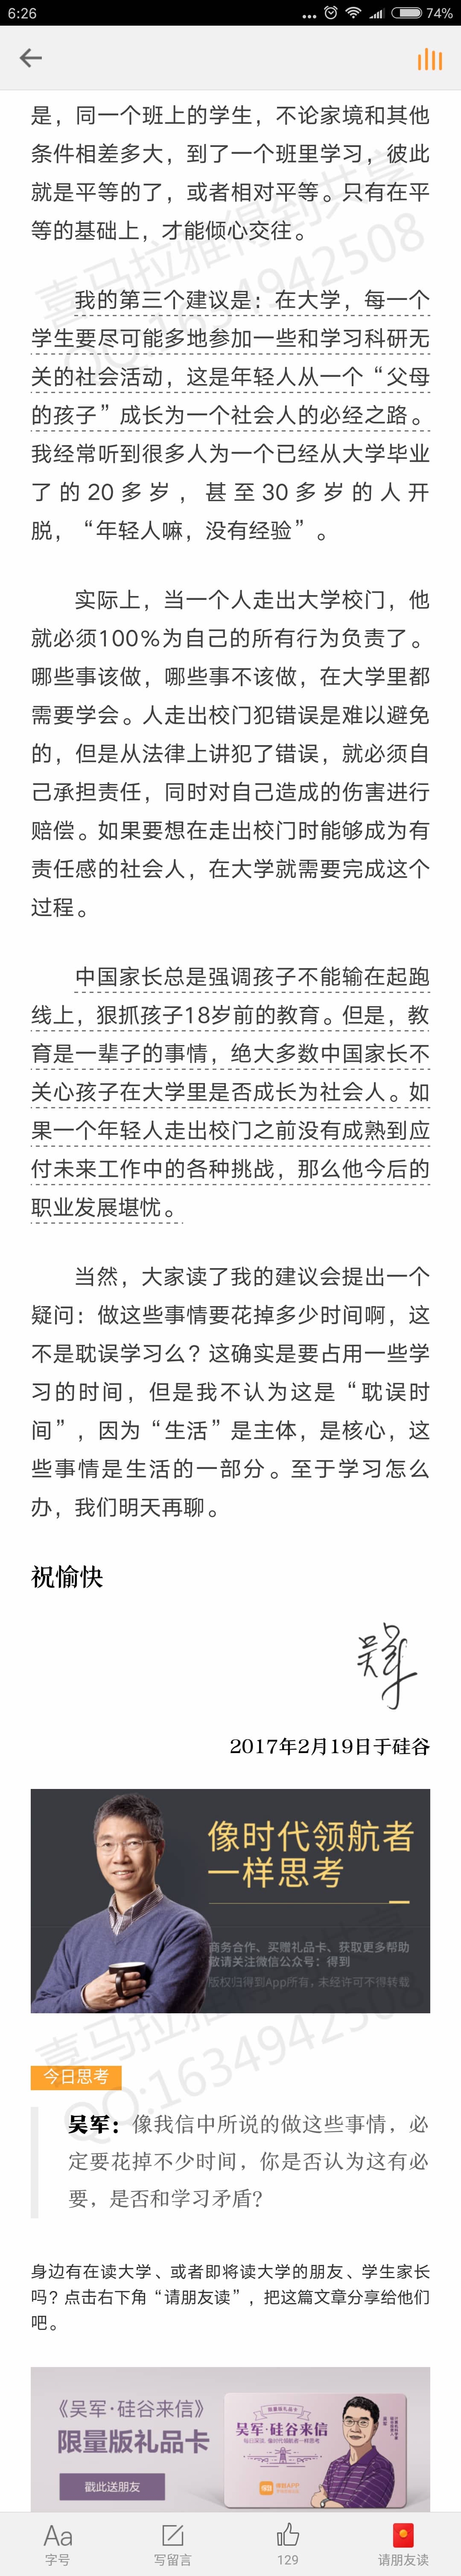 6:26
74%
是，同一个班上的学生，不论家境和其他
条件相差多大，到了一个班里学习，彼此
就是平等的了，或者相对平等。只有在平
等的基础上，才能倾心交往。
喜马拉雅得到共享
QQ:1634942508
我的第三个建议是：在大学，每一个
学生要尽可能多地参加一些和学习科研无
关的社会活动，这是年轻人从一个“父母
的孩子”成长为一个社会人的必经之路。
我经常听到很多人为一个已经从大学毕业
了的20多岁，甚至30多岁的人开
脱，“年轻人嘛，没有经验”。
实际上，当一个人走出大学校门，他
就必须100%为自己的所有行为负责了。
哪些事该做，哪些事不该做，在大学里都
需要学会。人走出校门犯错误是难以避免
的，但是从法律上讲犯了错误，就必须自
己承担责任，同时对自己造成的伤害进行
赔偿。如果要想在走出校门时能够成为有
责任感的社会人，在大学就需要完成这个
过程。
中国家长总是强调孩子不能输在起跑
线上，狠抓孩子18岁前的教育。但是，教
育是一辈子的事情，绝大多数中国家长不
关心孩子在大学里是否成长为社会人。如
果一个年轻人走出校门之前没有成熟到应
付未来工作中的各种挑战，那么他今后的
职业发展堪忧。
当然，大家读了我的建议会提出一个
疑问：做这些事情要花掉多少时间啊，这
不是耽误学习么？这确实是要占用一些学
习的时间，但是我不认为这是“耽误时
间”，因为“生活”是主体，是核心，这
些事情是生活的一部分。至于学习怎么
办，我们明天再聊。
祝愉快
吴军
2017年2月19日于硅谷
像时代领航者
一样思考
商务合作、买赠礼品卡、获取更多帮助
敬请关注微信公众号：得到
版权归得到App所有，未经许可不得转载
喜马拉雅得到共享
QQ:1634942508
今日思考
吴军：像我信中所说的做这些事情，必
定要花掉不少时间，你是否认为这有必
要，是否和学习矛盾？
身边有在读大学、或者即将读大学的朋友、学生家长
吗？点击右下角“请朋友读”，把这篇文章分享给他们
吧。
《吴军·硅谷来信》
限量版礼品卡
戳此送朋友
吴军·硅谷来信
Aa
字号
写留言
129
请朋友读